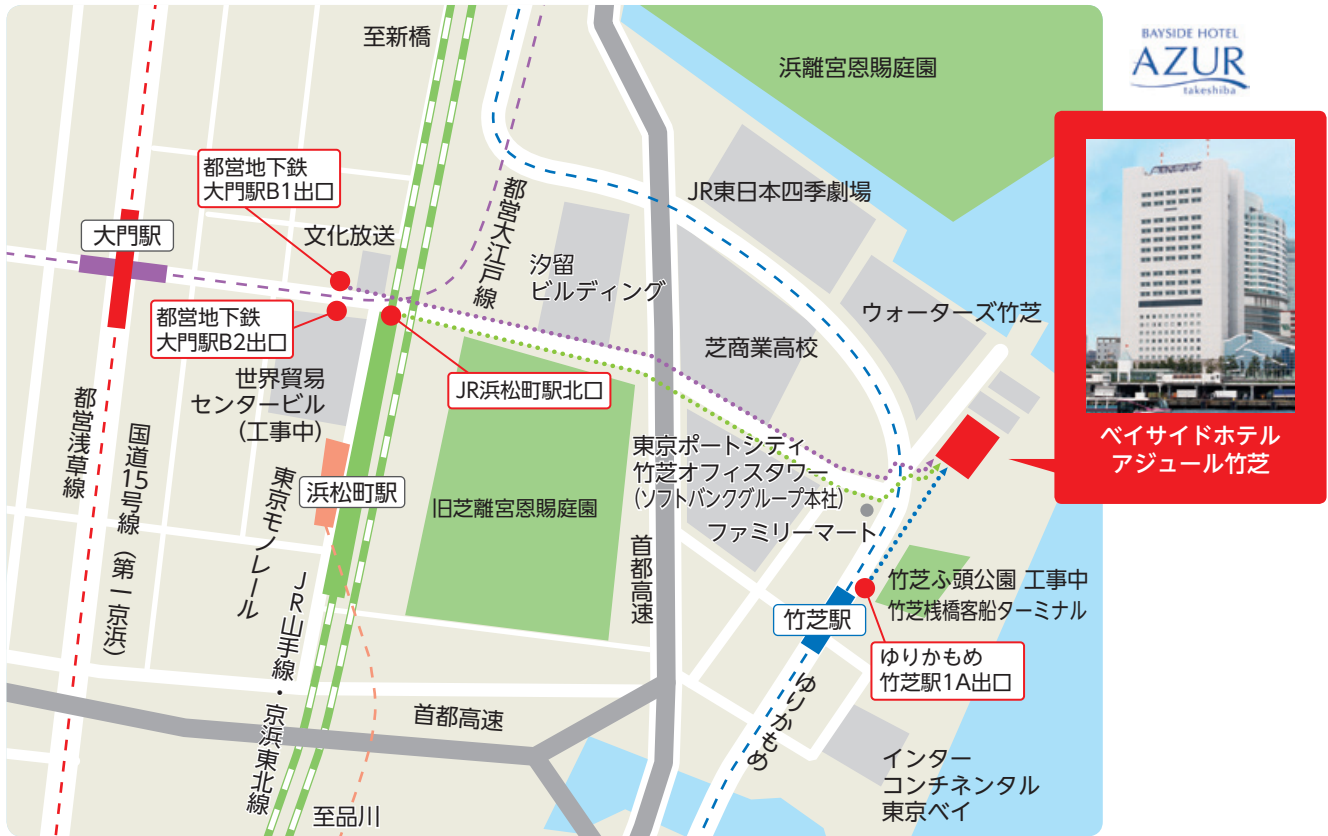 至新橋
浜離宮恩賜庭園
BAYSIDE HOTEL
AZUR
takeshiba
都営地下鉄
大門駅B1出口
JR東日本四季劇場
都営大江戸線
大門駅
文化放送
汐留
ビルディング
都営地下鉄
大門駅B2出口
ウォーターズ竹芝
芝商業高校
世界貿易
センタービル
(工事中)
JR浜松町駅北口
都営浅草線
国道15号線(第一京浜)
東京モノレール
浜松町駅
旧芝離宮恩賜庭園
東京ポートシティ
竹芝オフィスタワー
(ソフトバンクグループ本社)
ファミリーマート
ベイサイドホテル
アジュール竹芝
首都高速
JR山手線・京浜東北線
竹芝ふ頭公園 工事中
竹芝桟橋客船ターミナル
竹芝駅
ゆりかもめ
竹芝駅1A出口
ゆりかもめ
首都高速
インター
コンチネンタル
東京ベイ
至品川